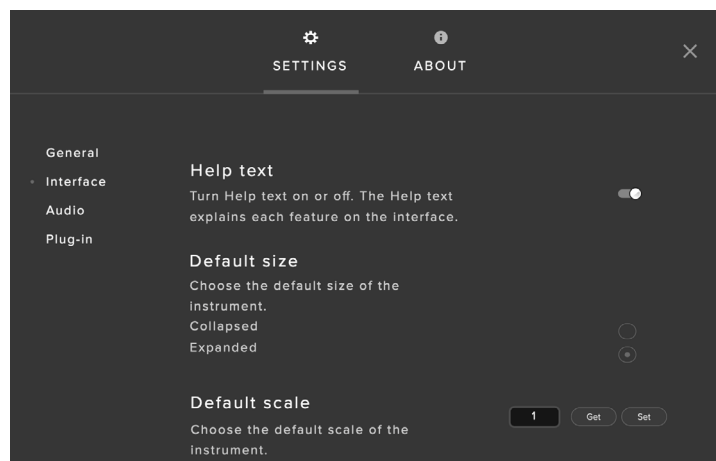 SETTINGS
ABOUT
General
Interface
Audio
Plug-in
Help text
Turn Help text on or off. The Help text
explains each feature on the interface.
Default size
Choose the default size of the
instrument.
Collapsed
Expanded
Default scale
1
Get
Set
Choose the default scale of the
instrument.